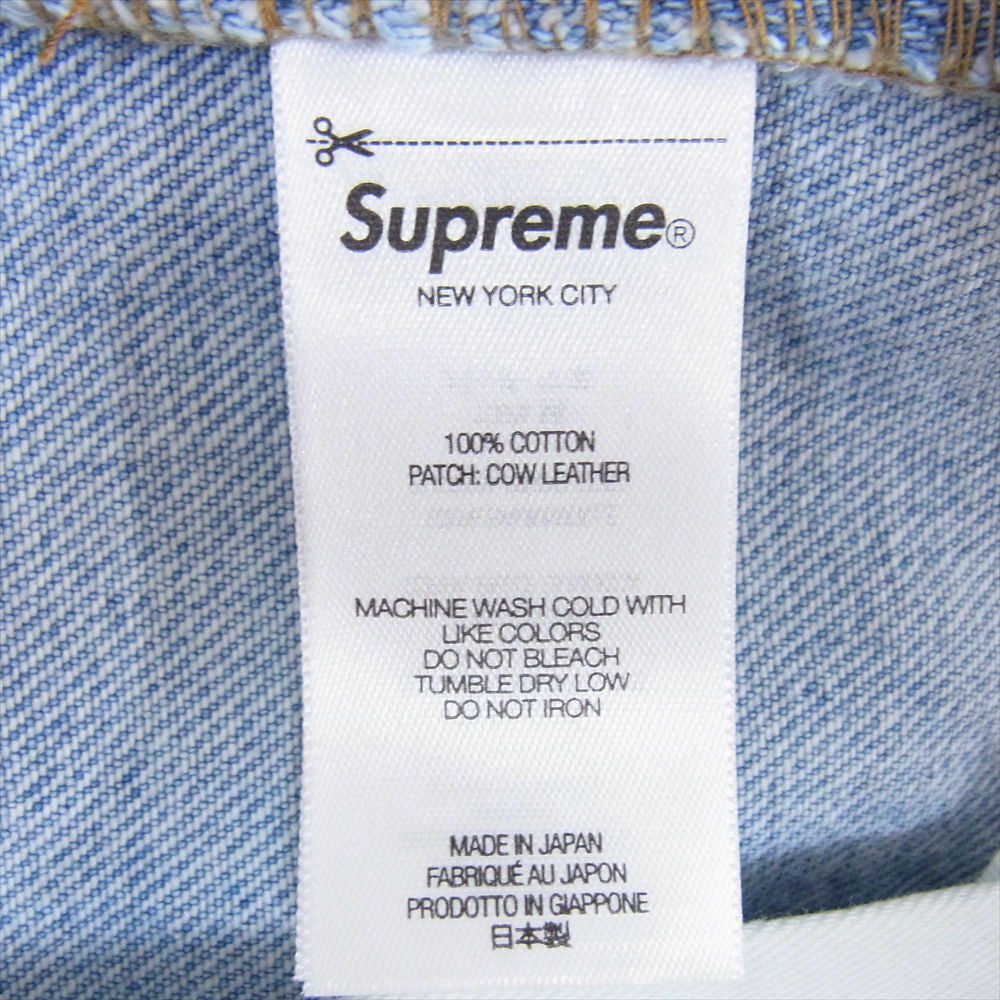 Supreme®
NEW YORK CITY
100% COTTON
PATCH: COW LEATHER
MACHINE WASH COLD WITH
LIKE COLORS
DO NOT BLEACH
TUMBLE DRY LOW
DO NOT IRON
MADE IN JAPAN
FABRIQUÉ AU JAPON
PRODOTTO IN GIAPPONE
日本製